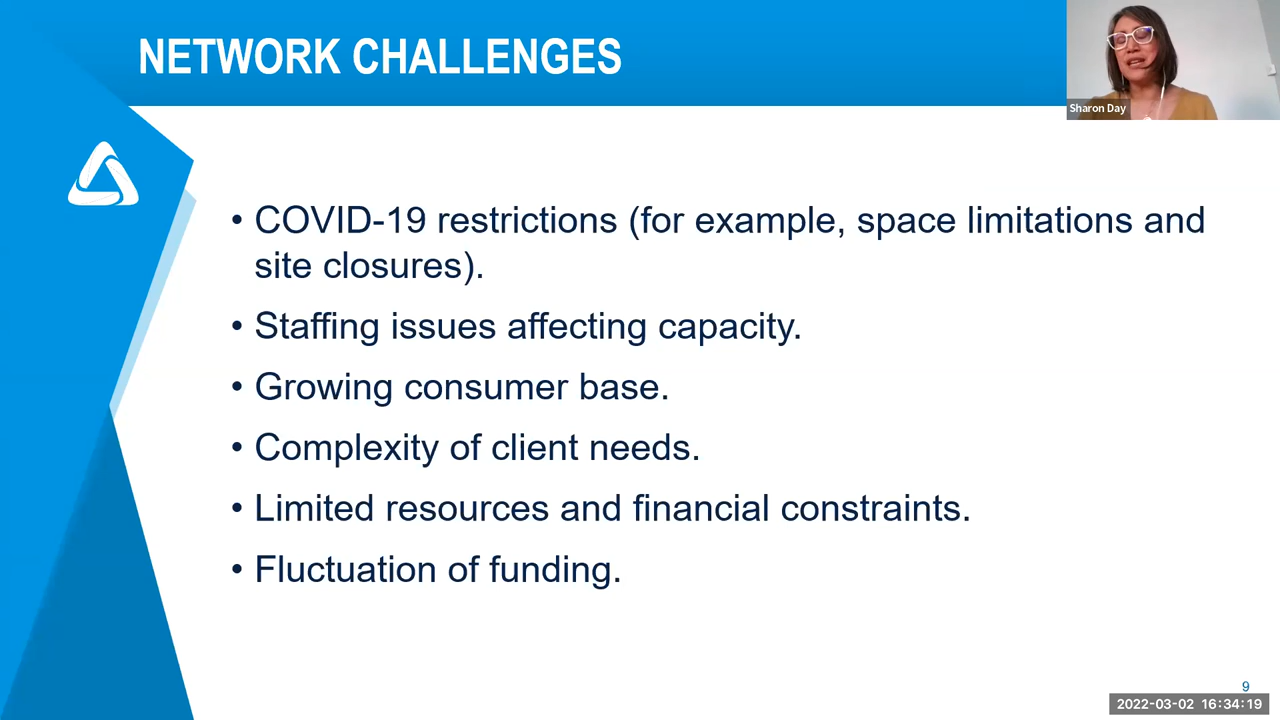 NETWORK CHALLENGES
Sharon Day
• COVID-19 restrictions (for example, space limitations and
site closures).
• Staffing issues affecting capacity.
• Growing consumer base.
• Complexity of client needs.
• Limited resources and financial constraints.
• Fluctuation of funding.
9
2022-03-02 16:34:19